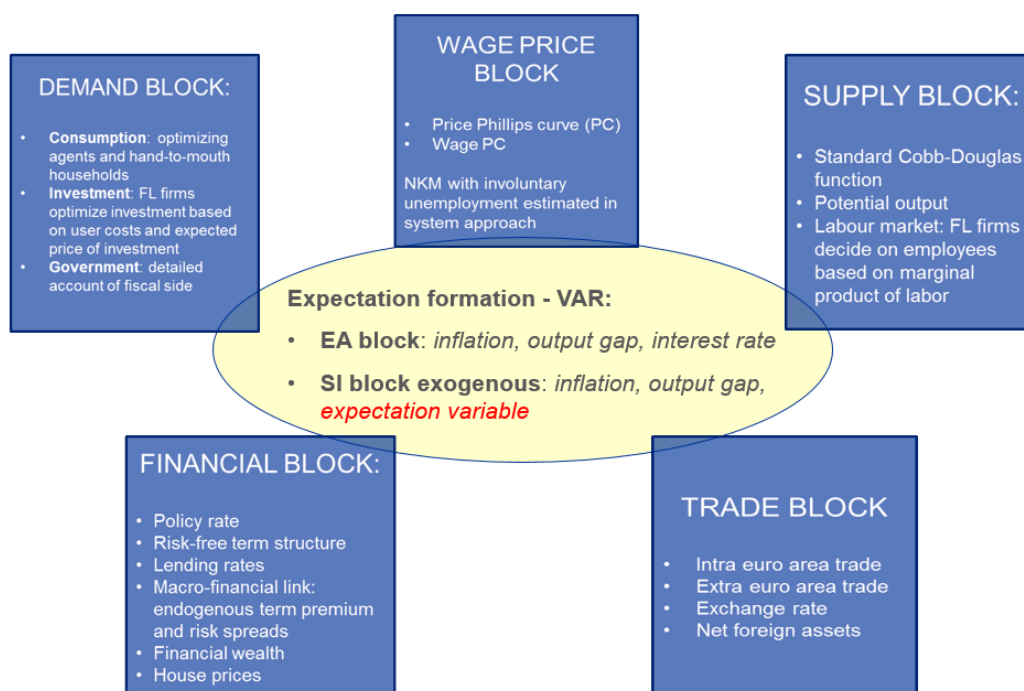 DEMAND BLOCK:
• Consumption: optimizing
agents and hand-to-mouth
households
• Investment: FL firms
optimize investment based
on user costs and expected
price of investment
• Government: detailed
account of fiscal side
WAGE PRICE
BLOCK
• Price Phillips curve (PC)
• Wage PC
NKM with involuntary
unemployment estimated in
system approach
SUPPLY BLOCK:
• Standard Cobb-Douglas
function
• Potential output
• Labour market: FL firms
decide on employees
based on marginal
product of labor
Expectation formation - VAR:
• EA block: inflation, output gap, interest rate
• SI block exogenous: inflation, output gap,
expectation variable
FINANCIAL BLOCK:
• Policy rate
• Risk-free term structure
• Lending rates
• Macro-financial link:
endogenous term premium
and risk spreads
• Financial wealth
• House prices
TRADE BLOCK
• Intra euro area trade
• Extra euro area trade
• Exchange rate
• Net foreign assets